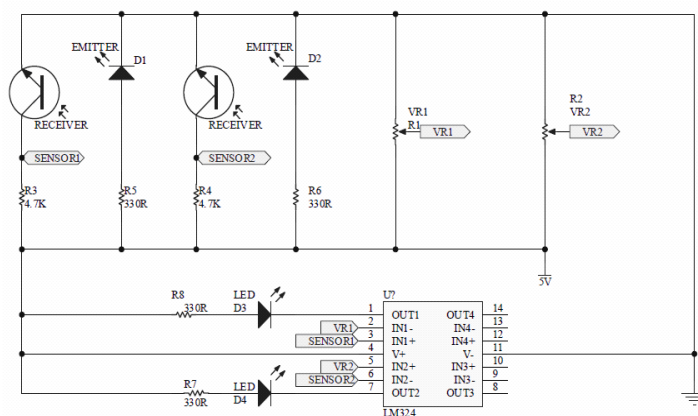 EMITTER
D1
RECEIVER
SENSOR1
R3
4.7K
R5
330R
EMITTER
D2
RECEIVER
SENSOR2
R4
4.7K
R6
330R
VR1
R1
VR1
R2
VR2
VR2
5V
R8
330R
LED
D3
R7
330R
LED
D4
VR1
SENSOR1
VR2
SENSOR2
U?
1 OUT1 OUT4 14
2 IN1- IN4- 13
3 IN1+ IN4+ 12
4 V+ V- 11
5 IN2+ IN3+ 10
6 IN2- IN3- 9
7 OUT2 OUT3 8
LM324